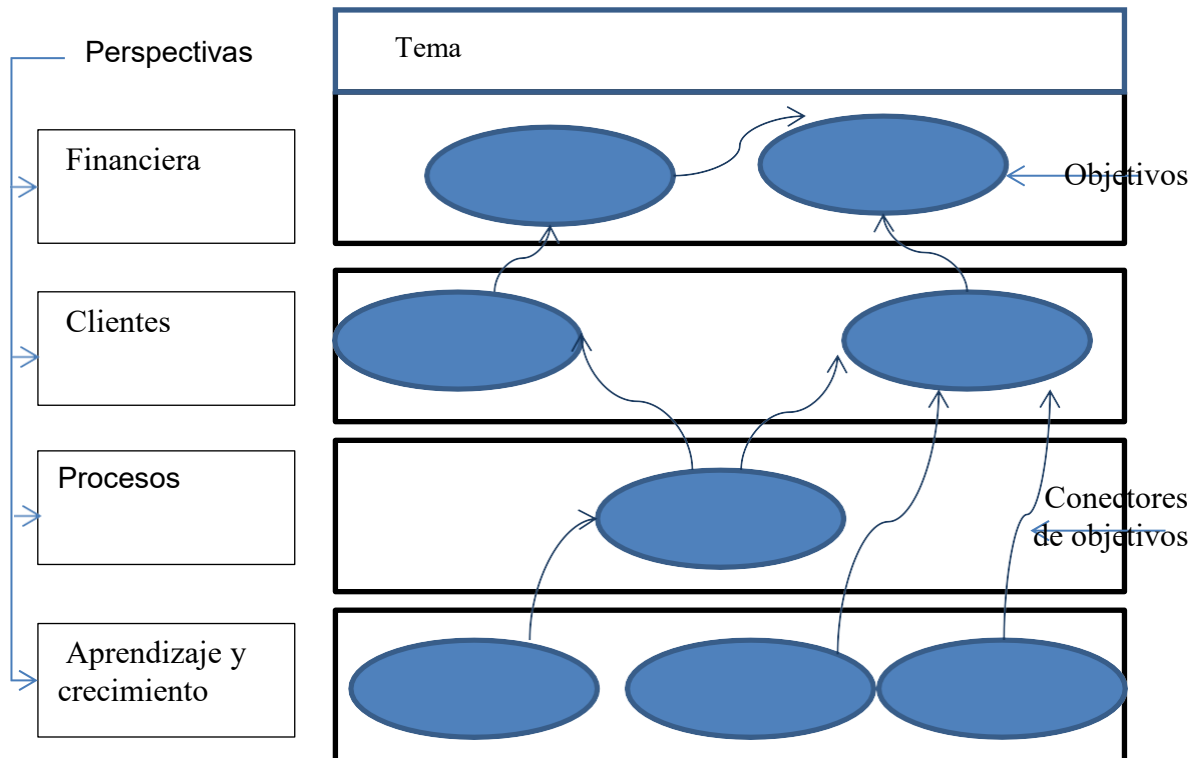 Perspectivas
Tema
Financiera
Objetivos
Clientes
Procesos
Conectores
de objetivos
Aprendizaje y
crecimiento